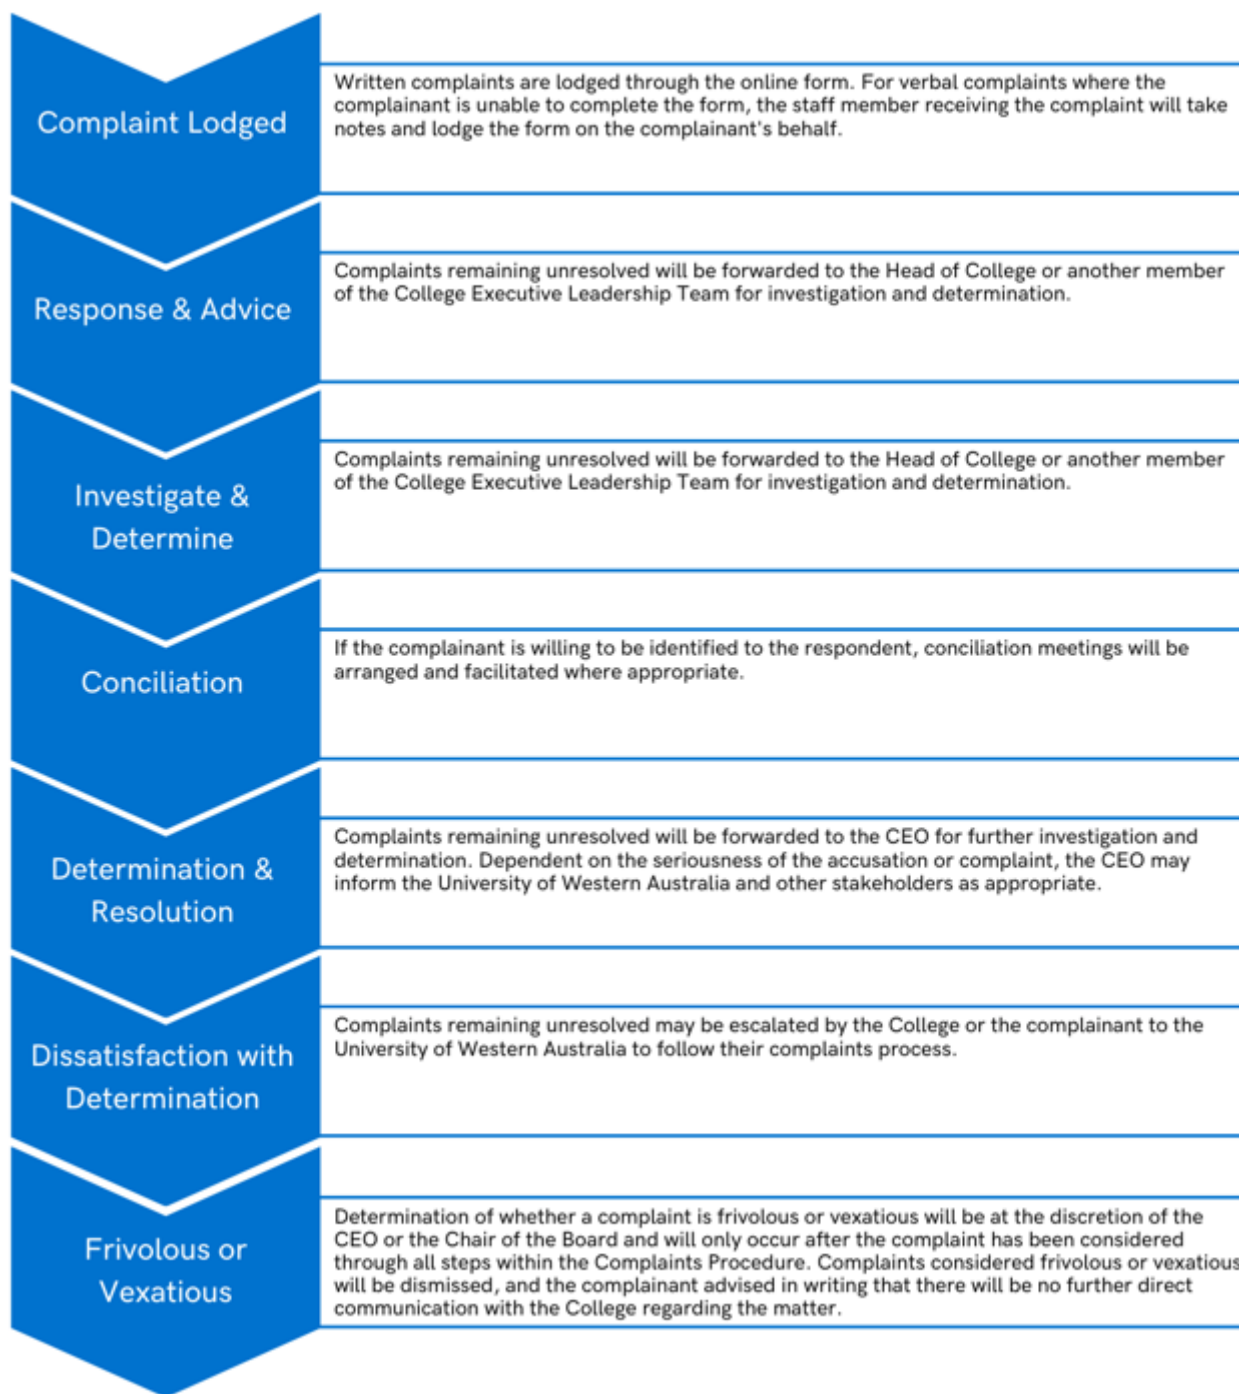 Complaint Lodged
Written complaints are lodged through the online form. For verbal complaints where the
complainant is unable to complete the form, the staff member receiving the complaint will take
notes and lodge the form on the complainant's behalf.
Response & Advice
Complaints remaining unresolved will be forwarded to the Head of College or another member
of the College Executive Leadership Team for investigation and determination.
Investigate &
Determine
Complaints remaining unresolved will be forwarded to the Head of College or another member
of the College Executive Leadership Team for investigation and determination.
Conciliation
If the complainant is willing to be identified to the respondent, conciliation meetings will be
arranged and facilitated where appropriate.
Determination &
Resolution
Complaints remaining unresolved will be forwarded to the CEO for further investigation and
determination. Dependent on the seriousness of the accusation or complaint, the CEO may
inform the University of Western Australia and other stakeholders as appropriate.
Dissatisfaction with
Determination
Complaints remaining unresolved may be escalated by the College or the complainant to the
University of Western Australia to follow their complaints process.
Frivolous or
Vexatious
Determination of whether a complaint is frivolous or vexatious will be at the discretion of the
CEO or the Chair of the Board and will only occur after the complaint has been considered
through all steps within the Complaints Procedure. Complaints considered frivolous or vexatious
will be dismissed, and the complainant advised in writing that there will be no further direct
communication with the College regarding the matter.